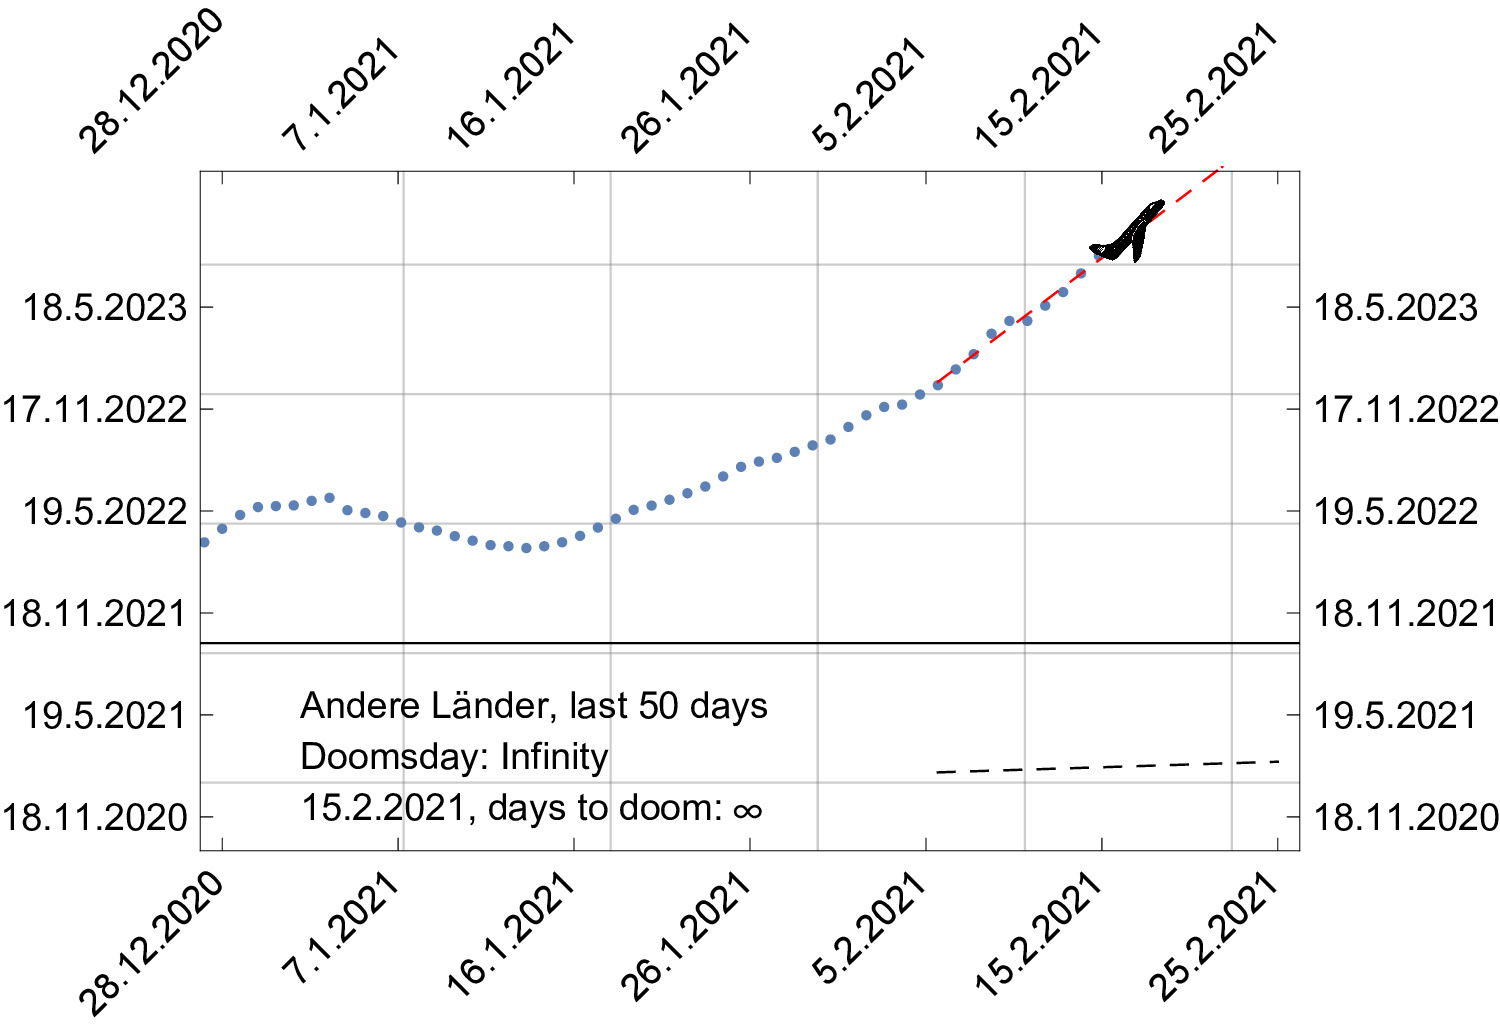 28.12.2020 7.1.2021 16.1.2021 26.1.2021 5.2.2021 15.2.2021 25.2.2021
18.5.2023 18.5.2023
17.11.2022 17.11.2022
19.5.2022 19.5.2022
18.11.2021 18.11.2021
Andere Länder, last 50 days
19.5.2021 19.5.2021
Doomsday: Infinity
15.2.2021, days to doom: ∞
18.11.2020 18.11.2020
28.12.2020 7.1.2021 16.1.2021 26.1.2021 5.2.2021 15.2.2021 25.2.2021